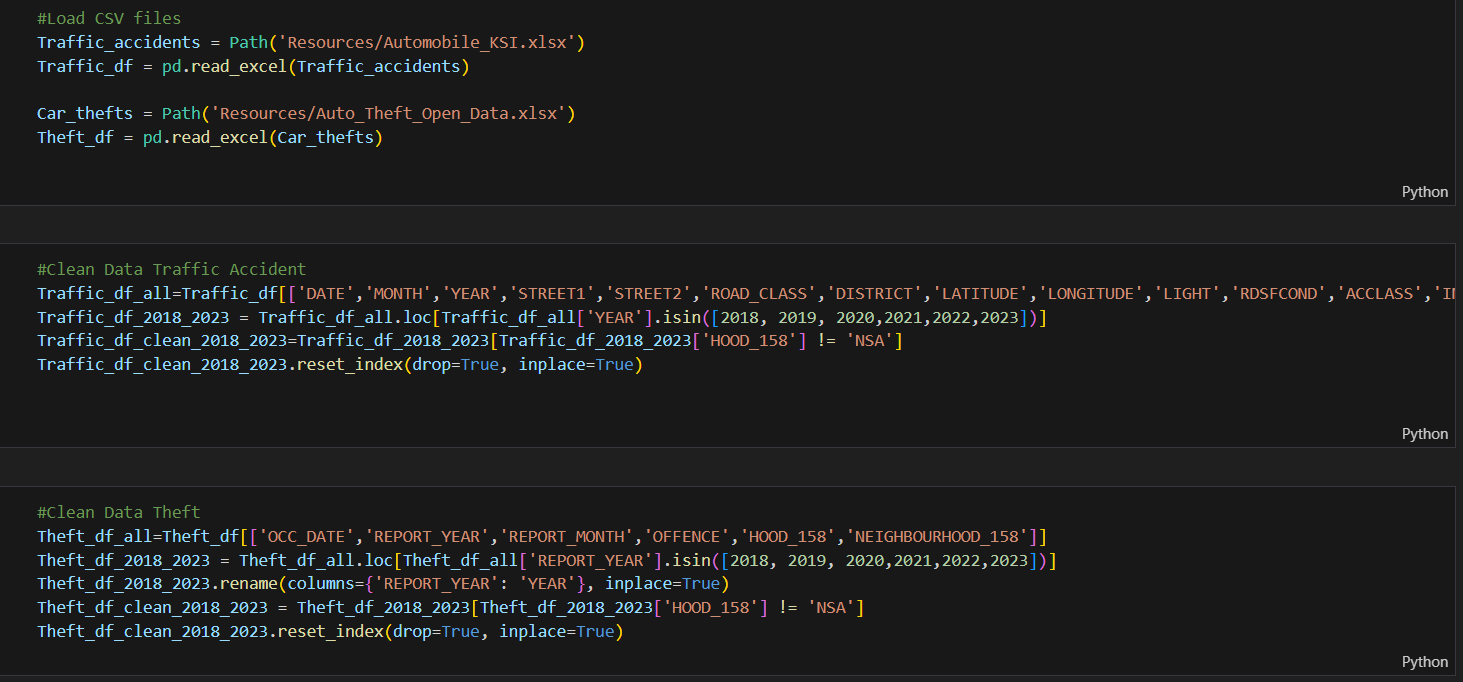 #Load CSV files
Traffic_accidents = Path('Resources/Automobile_KSI.xlsx')
Traffic_df = pd.read_excel(Traffic_accidents)
Car_thefts = Path('Resources/Auto_Theft_Open_Data.xlsx')
Theft_df = pd.read_excel(Car_thefts)
Python
#Clean Data Traffic Accident
Traffic_df_all=Traffic_df[['DATE','MONTH','YEAR','STREET1','STREET2','ROAD_CLASS','DISTRICT','LATITUDE','LONGITUDE','LIGHT','RDSFCOND','ACCLASS',
Traffic_df_2018_2023 = Traffic_df_all.loc[Traffic_df_all['YEAR'].isin([2018, 2019, 2020,2021,2022,2023])]
Traffic_df_clean_2018_2023=Traffic_df_2018_2023[Traffic_df_2018_2023['HOOD_158'] != 'NSA']
Traffic_df_clean_2018_2023.reset_index(drop=True, inplace=True)
Python
#Clean Data Theft
Theft_df_all=Theft_df[['OCC_DATE','REPORT_YEAR','REPORT_MONTH','OFFENCE','HOOD_158','NEIGHBOURHOOD_158']]
Theft_df_2018_2023 = Theft_df_all.loc[Theft_df_all['REPORT_YEAR'].isin([2018, 2019, 2020,2021,2022,2023])]
Theft_df_2018_2023.rename(columns={'REPORT_YEAR': 'YEAR'}, inplace=True)
Theft_df_clean_2018_2023 = Theft_df_2018_2023[Theft_df_2018_2023['HOOD_158'] != 'NSA']
Theft_df_clean_2018_2023.reset_index(drop=True, inplace=True)
Python